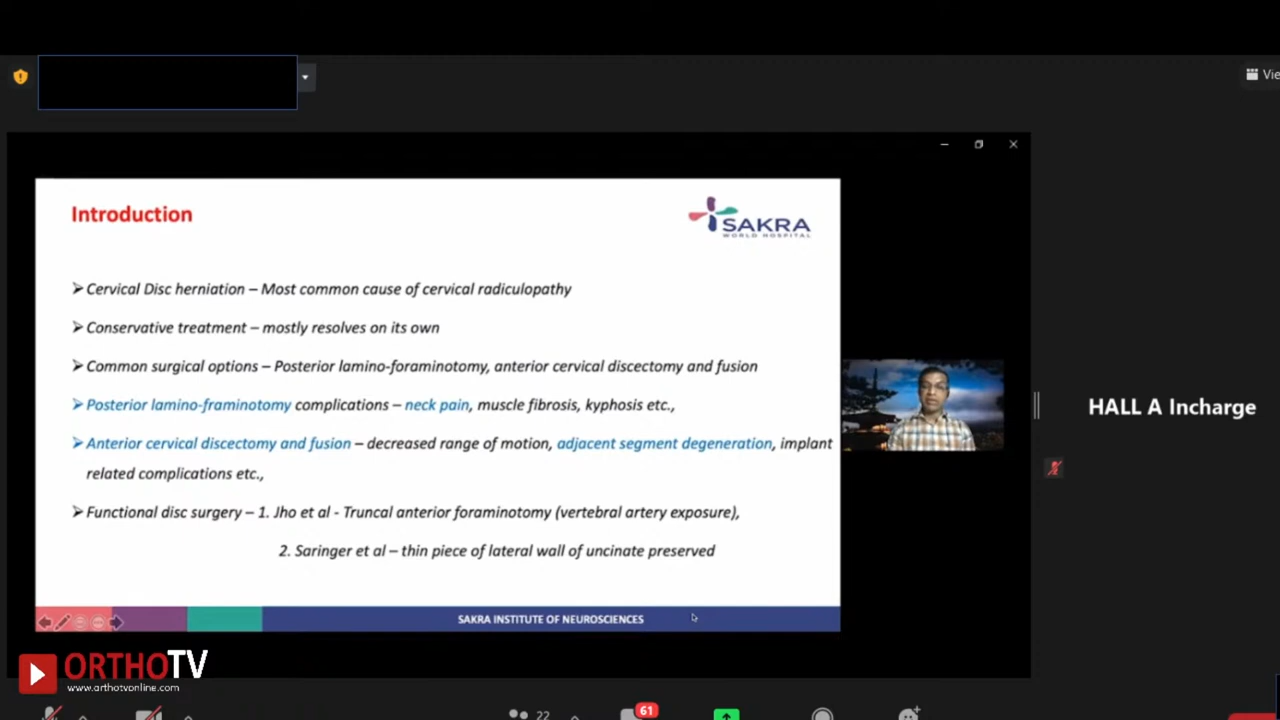 Vie
Introduction
SAKRA
WORLD HOSPITAL
➢ Cervical Disc herniation – Most common cause of cervical radiculopathy
➢ Conservative treatment – mostly resolves on its own
➢ Common surgical options – Posterior lamino-foraminotomy, anterior cervical discectomy and fusion
➢ Posterior lamino-framinotomy complications – neck pain, muscle fibrosis, kyphosis etc.,
➢ Anterior cervical discectomy and fusion – decreased range of motion, adjacent segment degeneration, implant
related complications etc.,
➢ Functional disc surgery – 1. Jho et al - Truncal anterior foraminotomy (vertebral artery exposure),
2. Saringer et al – thin piece of lateral wall of uncinate preserved
SAKRA INSTITUTE OF NEUROSCIENCES
HALL A Incharge
ORTHOTV
www.orthotvonline.com
22
61